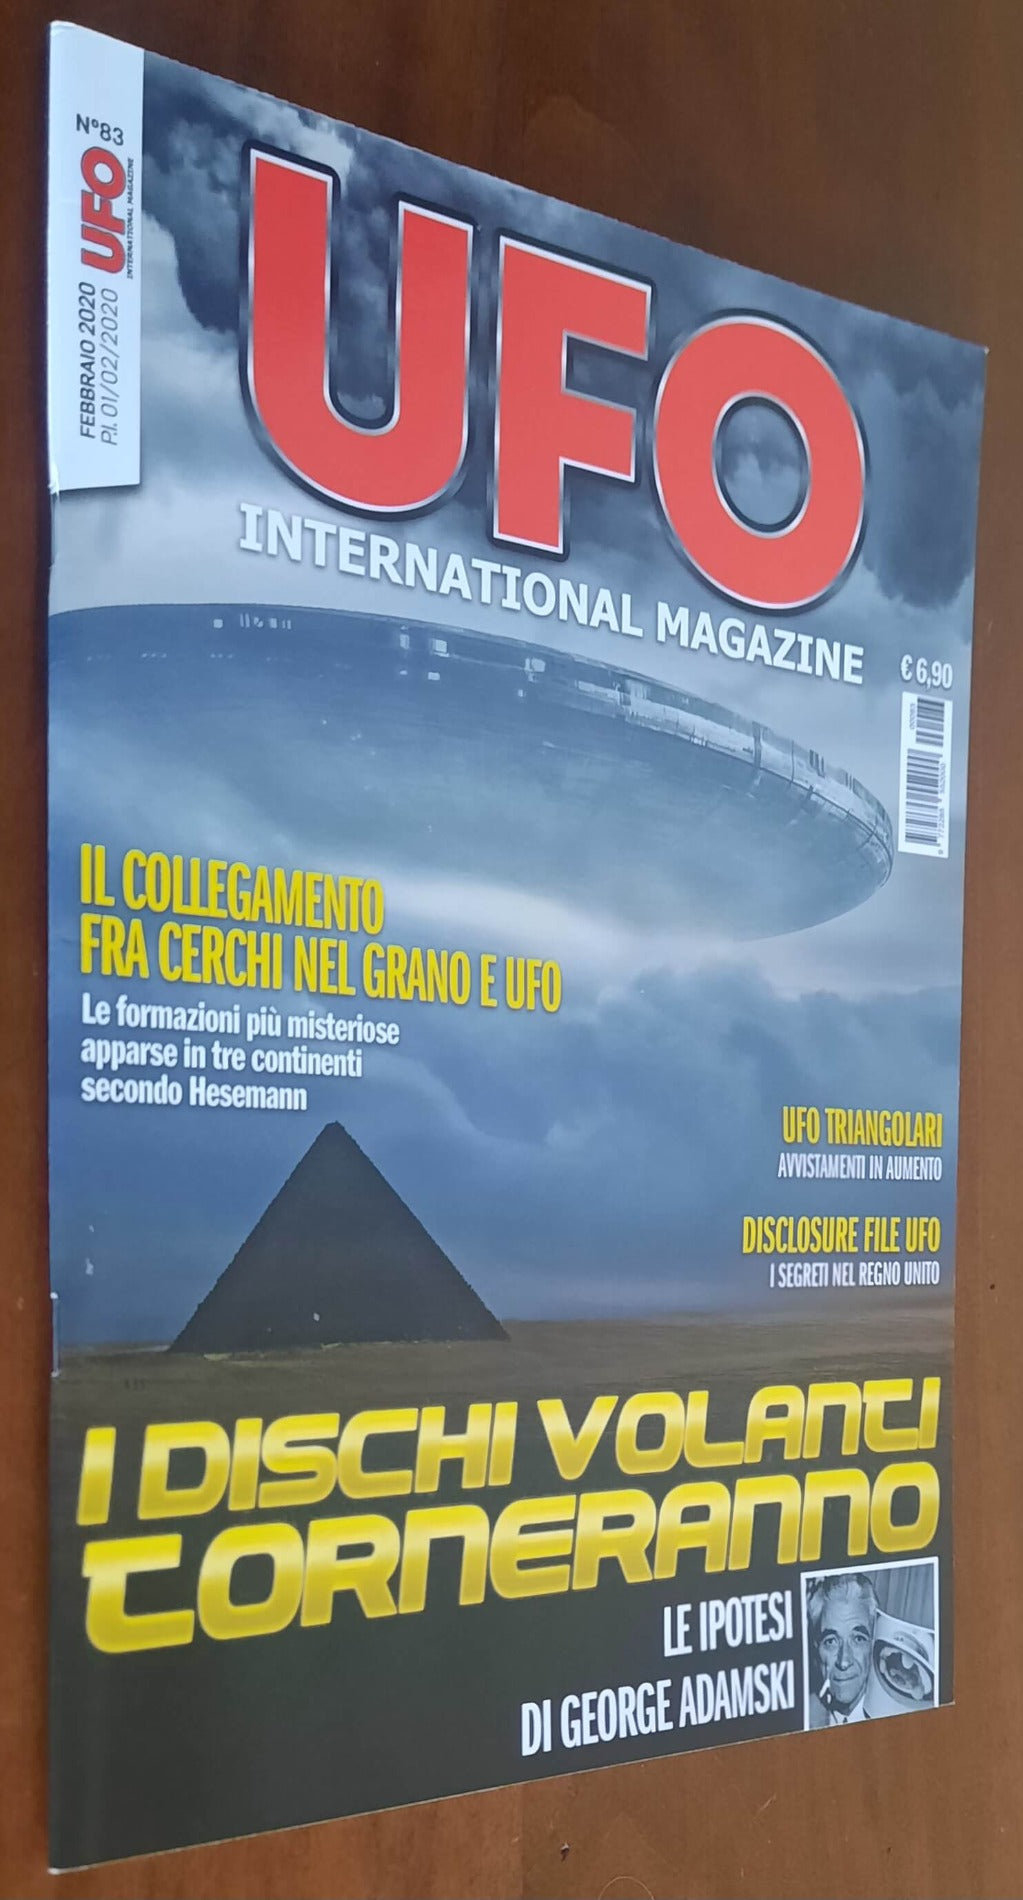 N°83
UFO
INTERNATIONAL MAGAZINE
FEBBRAIO 2020
P.I. 01/02/2020
UFO
INTERNATIONAL MAGAZINE
€ 6,90
IL COLLEGAMENTO
FRA CERCHI NEL GRANO E UFO
Le formazioni più misteriose
apparse in tre continenti
secondo Hesemann
UFO TRIANGOLARI
AVVISTAMENTI IN AUMENTO
DISCLOSURE FILE UFO
I SEGRETI NEL REGNO UNITO
I DISCHI VOLANTI
TORNERANNO
LE IPOTESI
DI GEORGE ADAMSKI